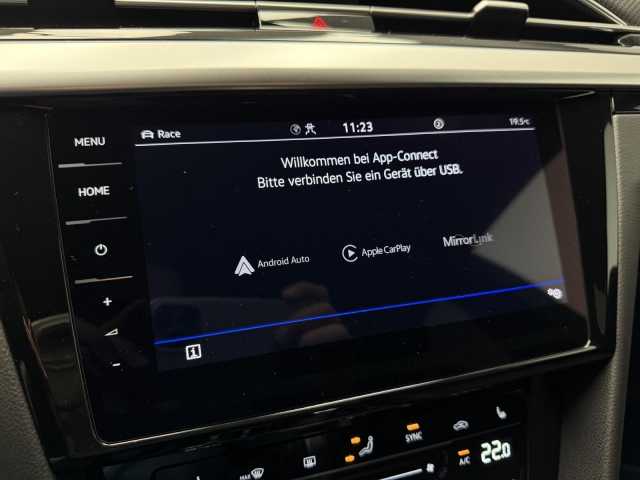 MENU
HOME
Race
11:23
19.5°C
Willkommen bei App-Connect
Bitte verbinden Sie ein Gerät über USB.
Android Auto
Apple CarPlay
MirrorLink
+
-
i
MAX
SYNC
A/C
22.0